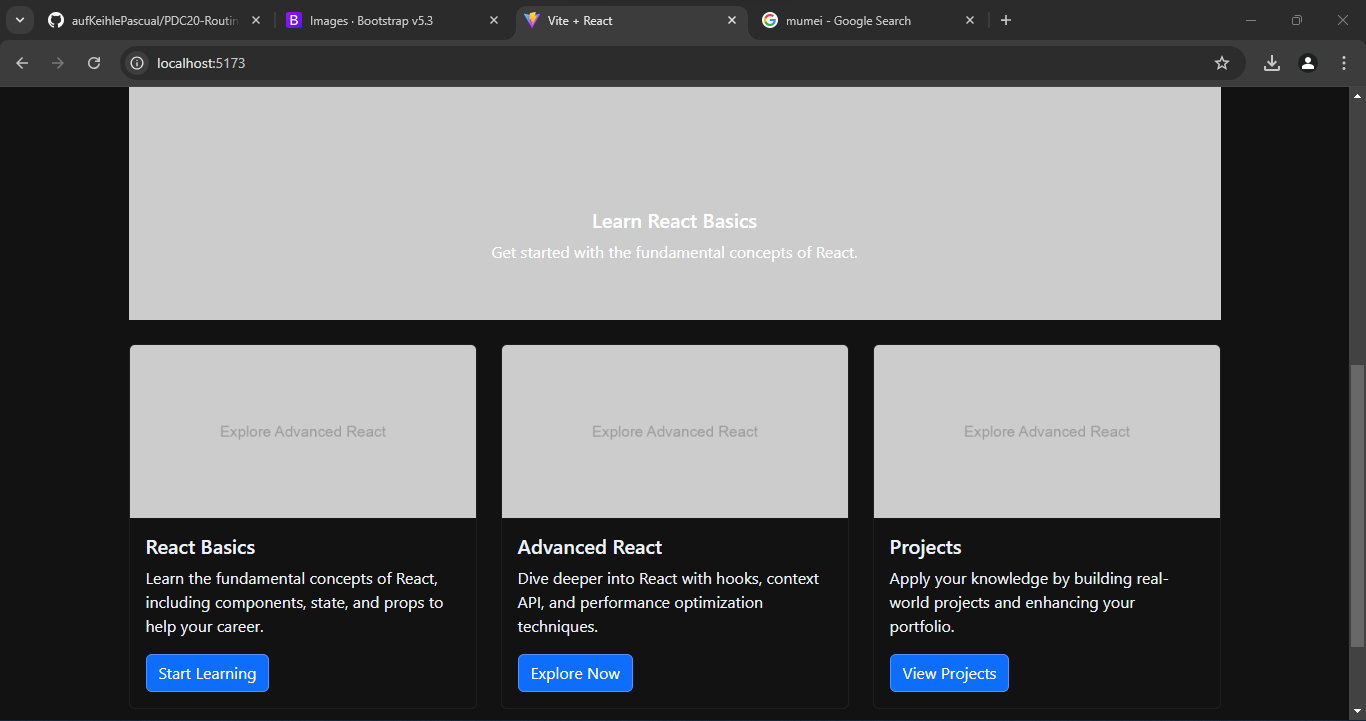 aufKeihlePascual/PDC20-Routin
Images · Bootstrap v5.3
Vite + React
mumei - Google Search
localhost:5173
Learn React Basics
Get started with the fundamental concepts of React.
Explore Advanced React
Explore Advanced React
Explore Advanced React
React Basics
Learn the fundamental concepts of React,
including components, state, and props to
help your career.
Start Learning
Advanced React
Dive deeper into React with hooks, context
API, and performance optimization
techniques.
Explore Now
Projects
Apply your knowledge by building real-
world projects and enhancing your
portfolio.
View Projects